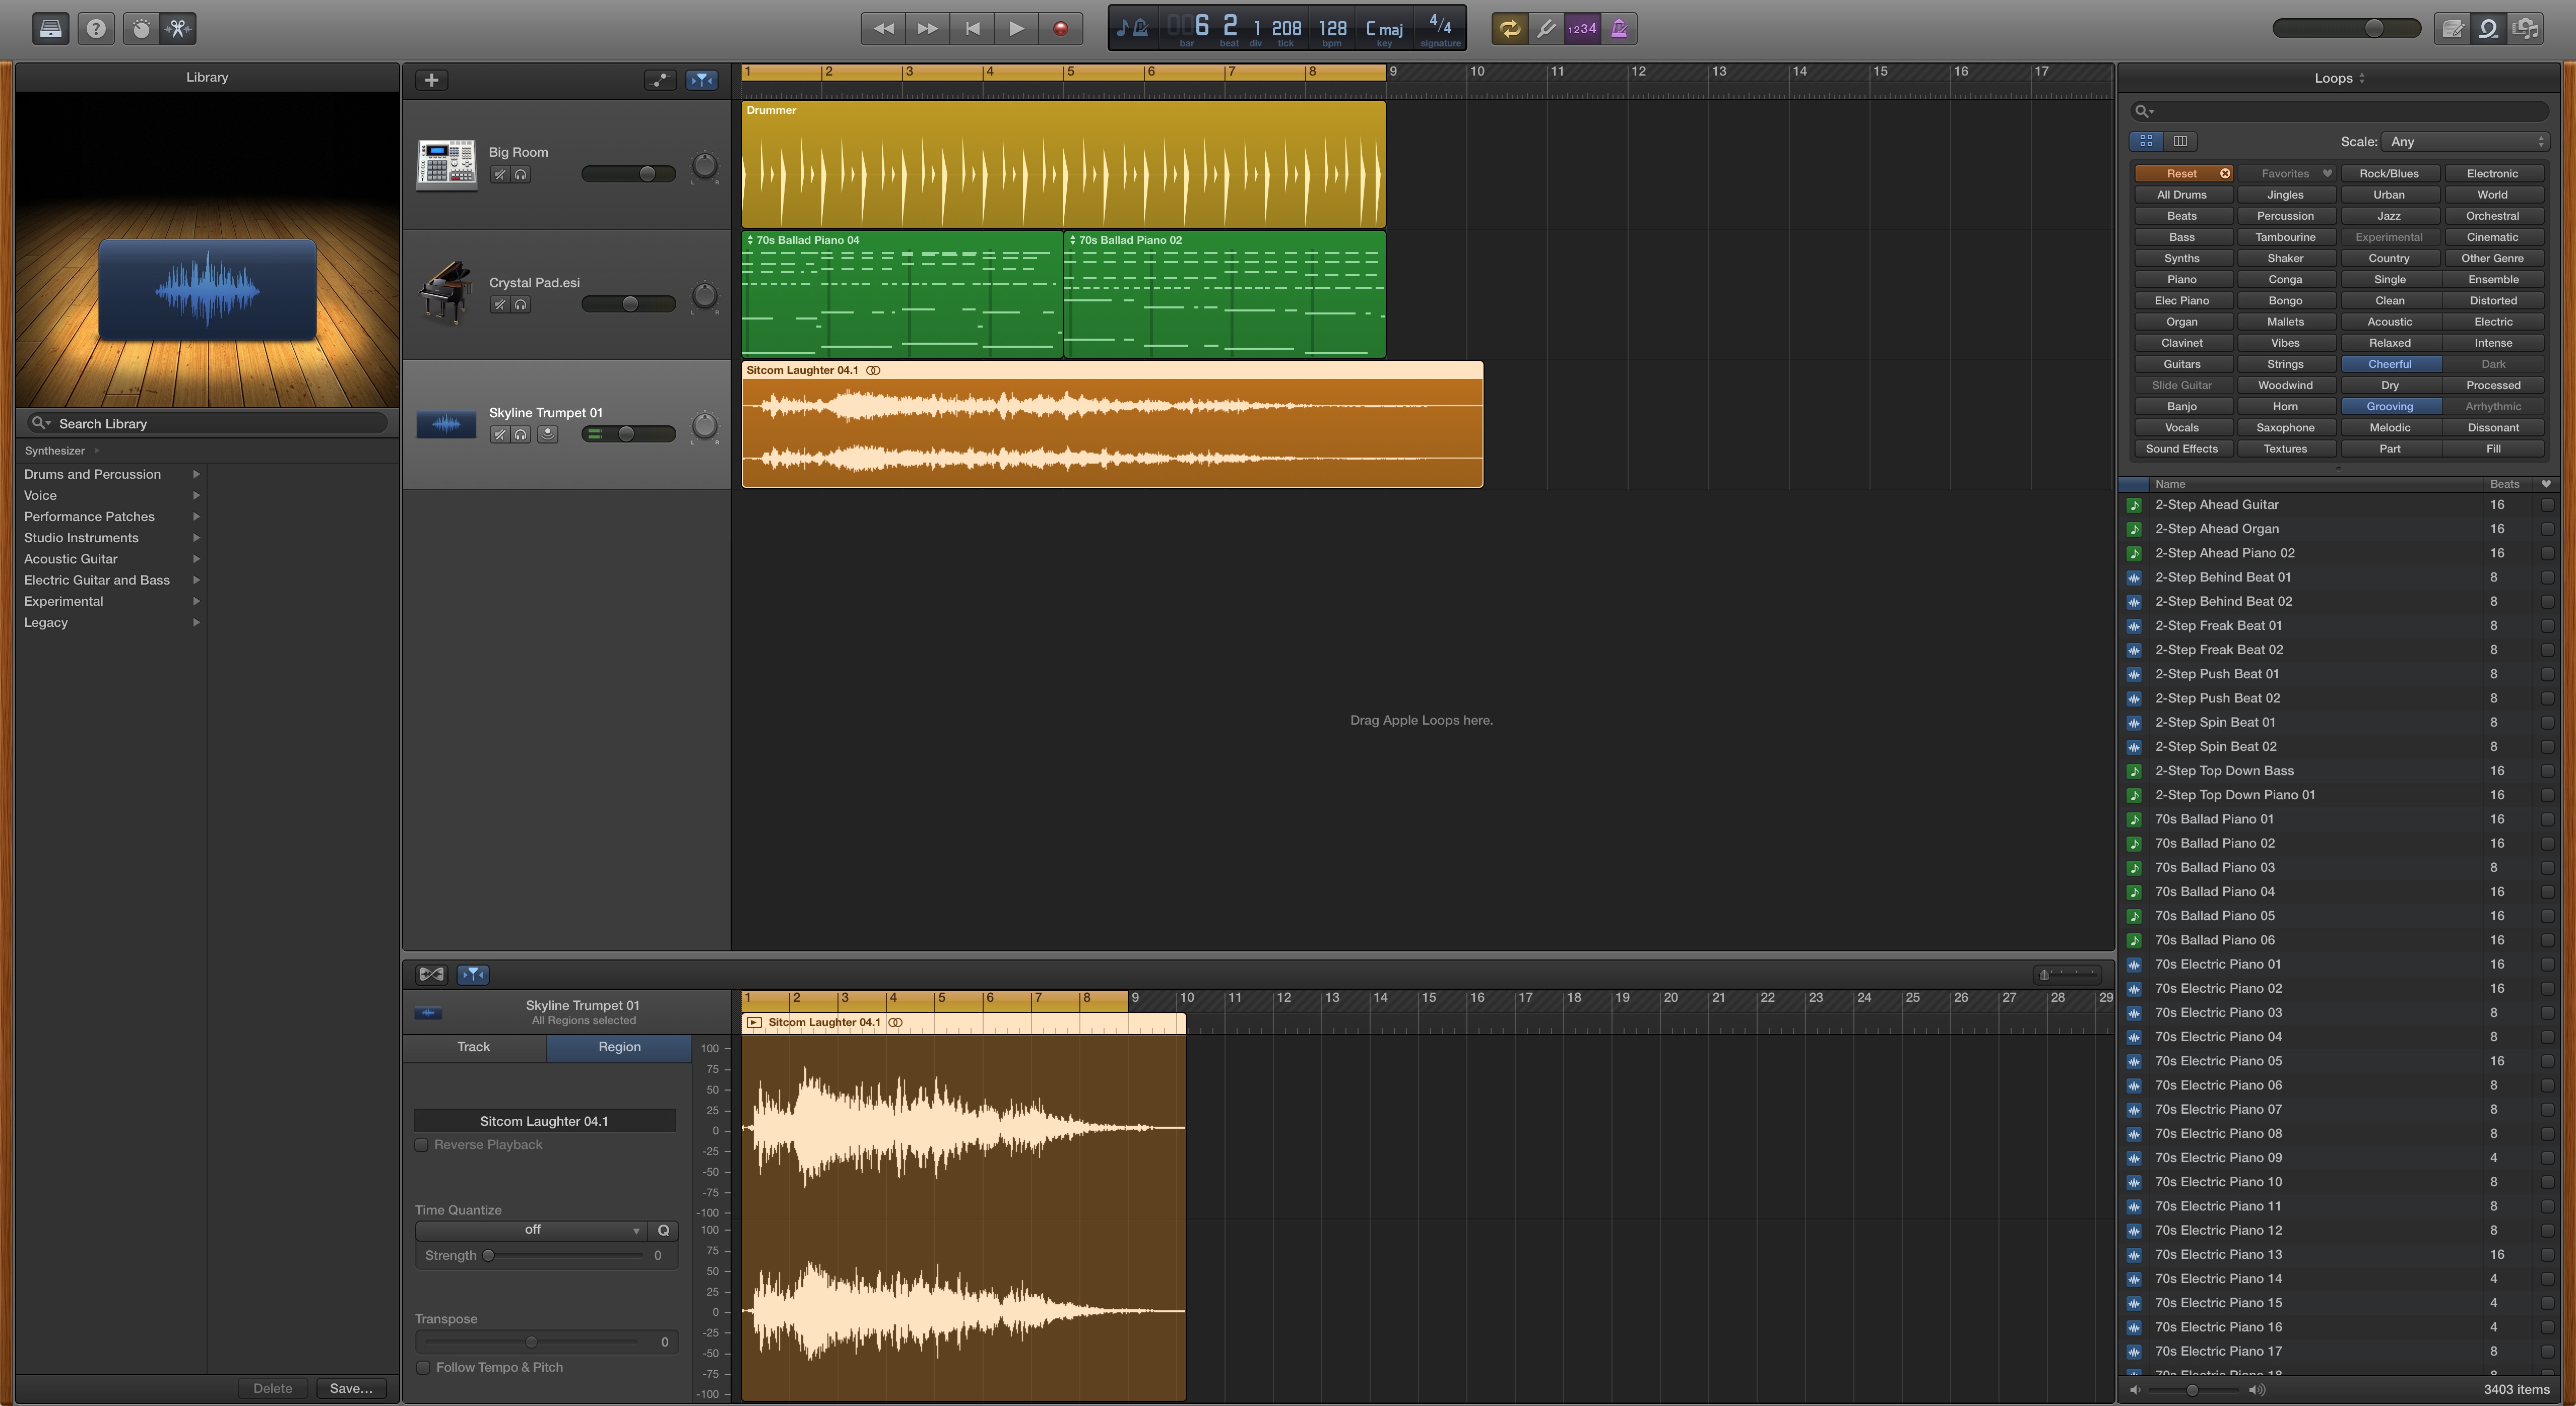 6 2 1 208 128 C maj 4/4
bar beat div tick bpm key signature
1234
Library
Search Library
Synthesizer
Drums and Percussion
Voice
Performance Patches
Studio Instruments
Acoustic Guitar
Electric Guitar and Bass
Experimental
Legacy
Delete Save...
1 2 3 4 5 6 7 8 9 10 11 12 13 14 15 16 17
Big Room
L R
Drummer
Crystal Pad.esi
L R
70s Ballad Piano 04
70s Ballad Piano 02
Skyline Trumpet 01
L R
Sitcom Laughter 04.1
Drag Apple Loops here.
Skyline Trumpet 01
All Regions selected
Track Region
Sitcom Laughter 04.1
Reverse Playback
Time Quantize
off Q
Strength 0
Transpose
0
Follow Tempo & Pitch
1 2 3 4 5 6 7 8 9 10 11 12 13 14 15 16 17 18 19 20 21 22 23 24 25 26 27 28 29
Sitcom Laughter 04.1
100
75
50
25
0
-25
-50
-75
-100
100
75
50
25
0
-25
-50
-75
-100
Loops
Scale: Any
Reset Favorites Rock/Blues Electronic
All Drums Jingles Urban World
Beats Percussion Jazz Orchestral
Bass Tambourine Experimental Cinematic
Synths Shaker Country Other Genre
Piano Conga Single Ensemble
Elec Piano Bongo Clean Distorted
Organ Mallets Acoustic Electric
Clavinet Vibes Relaxed Intense
Guitars Strings Cheerful Dark
Slide Guitar Woodwind Dry Processed
Banjo Horn Grooving Arrhythmic
Vocals Saxophone Melodic Dissonant
Sound Effects Textures Part Fill
Name Beats
2-Step Ahead Guitar 16
2-Step Ahead Organ 16
2-Step Ahead Piano 02 16
2-Step Behind Beat 01 8
2-Step Behind Beat 02 8
2-Step Freak Beat 01 8
2-Step Freak Beat 02 8
2-Step Push Beat 01 8
2-Step Push Beat 02 8
2-Step Spin Beat 01 8
2-Step Spin Beat 02 8
2-Step Top Down Bass 16
2-Step Top Down Piano 01 16
70s Ballad Piano 01 16
70s Ballad Piano 02 16
70s Ballad Piano 03 8
70s Ballad Piano 04 16
70s Ballad Piano 05 16
70s Ballad Piano 06 16
70s Electric Piano 01 16
70s Electric Piano 02 16
70s Electric Piano 03 8
70s Electric Piano 04 8
70s Electric Piano 05 16
70s Electric Piano 06 8
70s Electric Piano 07 8
70s Electric Piano 08 8
70s Electric Piano 09 4
70s Electric Piano 10 8
70s Electric Piano 11 8
70s Electric Piano 12 8
70s Electric Piano 13 16
70s Electric Piano 14 4
70s Electric Piano 15 4
70s Electric Piano 16 4
70s Electric Piano 17 8
3403 items